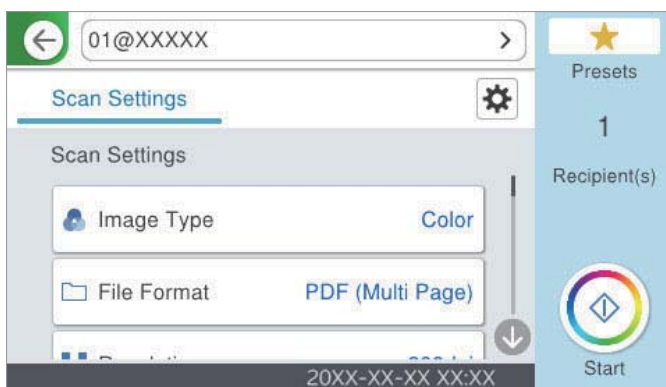 01@XXXXX
Presets
Scan Settings
1
Scan Settings
Recipient(s)
Image Type Color
File Format PDF (Multi Page)
Start
20XX-XX-XX XX:XX